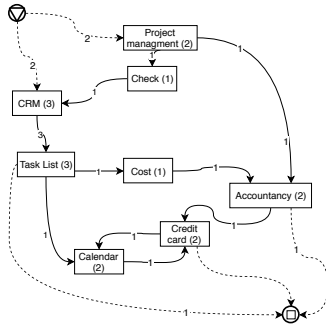 Project
managment (2)
2
1
1
2
Check (1)
1
CRM (3)
3
1
Task List (3)
1
Cost (1)
1
Accountancy (2)
Credit
card (2)
1
1
1
Calendar
(2)
1
1
1